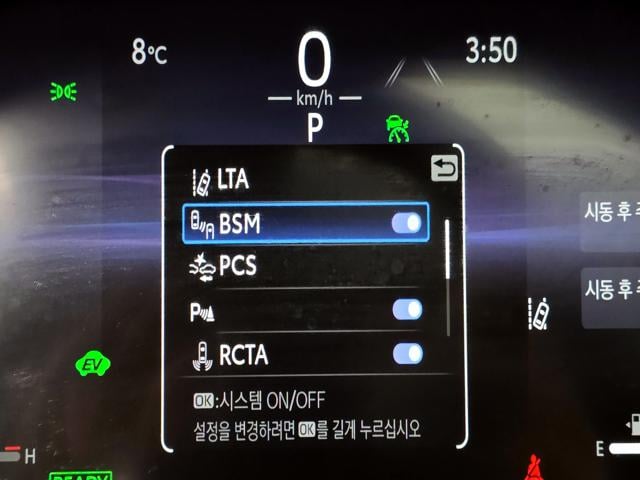 8℃
0
3:50
km/h
P
LTA
BSM
PCS
P
RCTA
OK:시스템 ON/OFF
설정을 변경하려면 OK를 길게 누르십시오
시동 후
시동 후
EV
H
E
READY